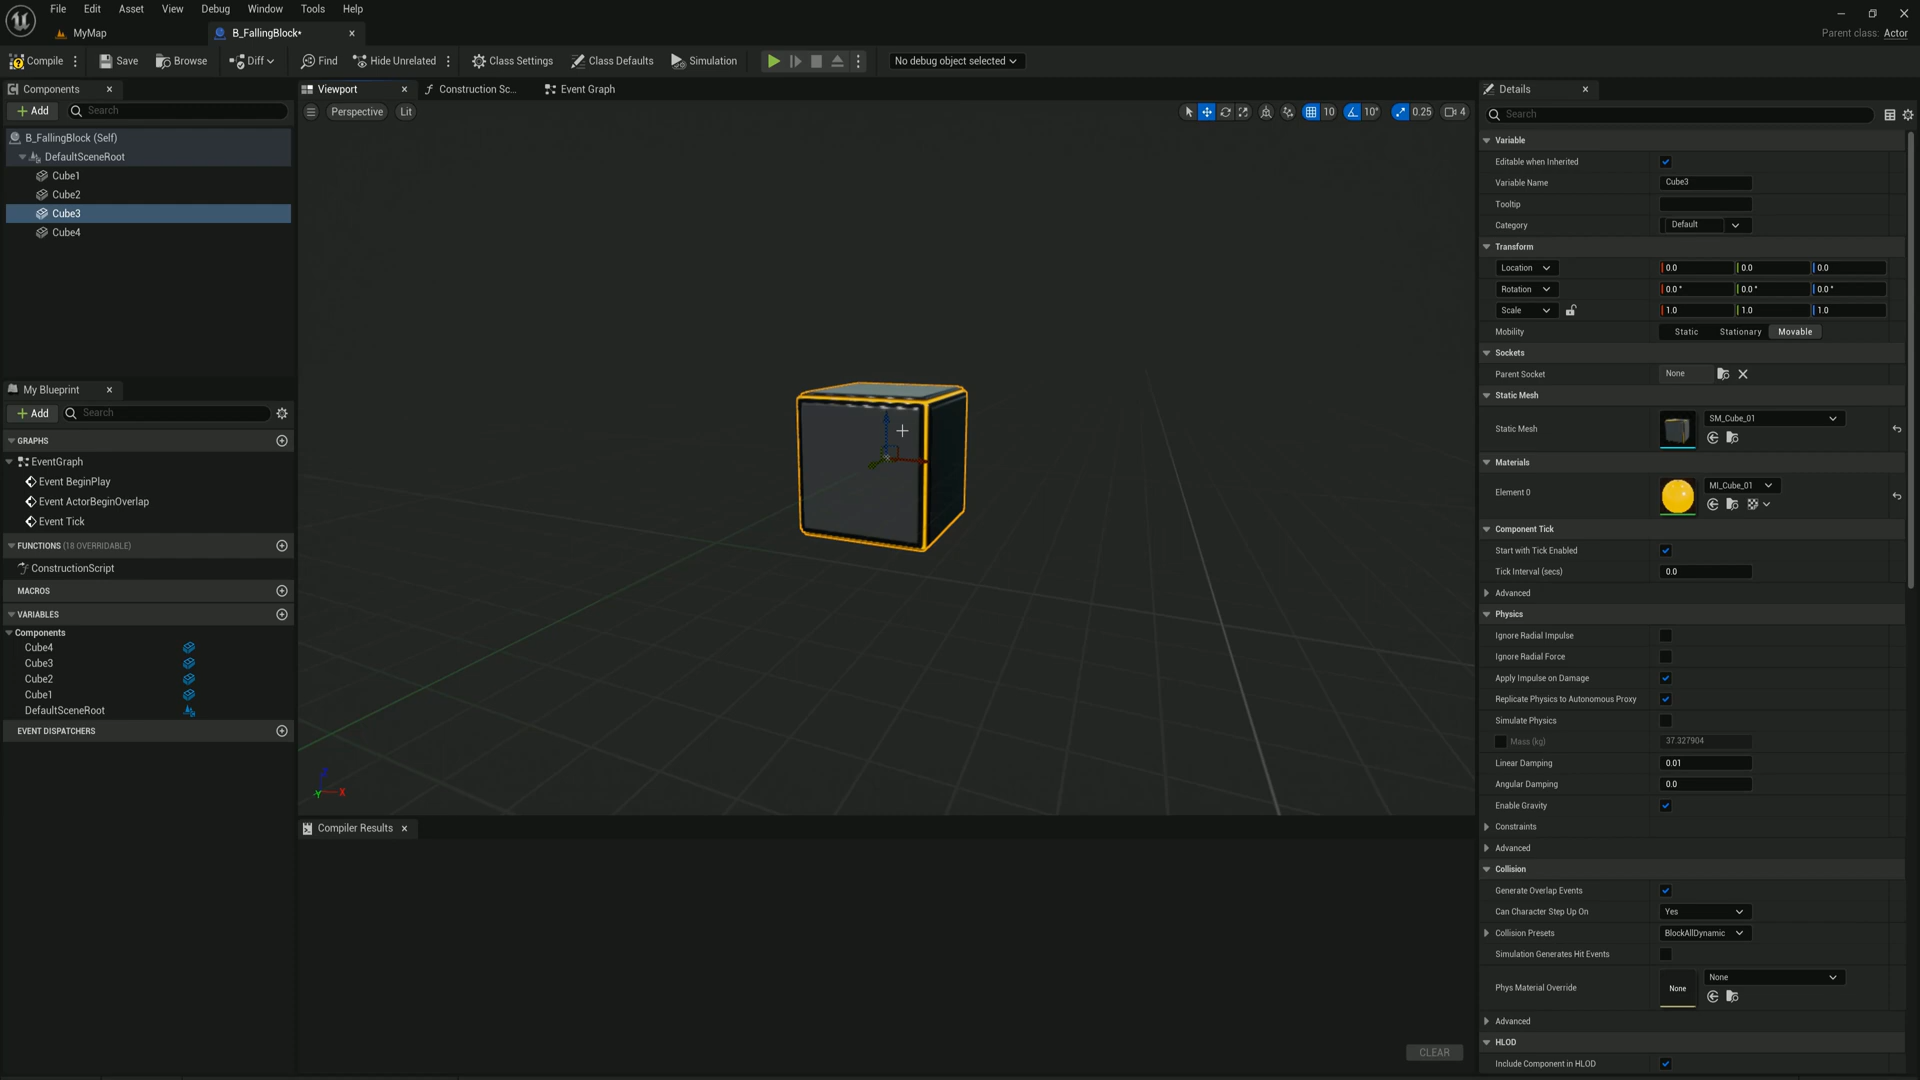 File Edit Asset View Debug Window Tools Help
MyMap
B_FallingBlock*
Parent class: Actor
Compile Save Browse Diff Find Hide Unrelated Class Settings Class Defaults Simulation No debug object selected
Components
Add Search
B_FallingBlock (Self)
DefaultSceneRoot
Cube1
Cube2
Cube3
Cube4
My Blueprint
Add Search
GRAPHS
EventGraph
Event BeginPlay
Event ActorBeginOverlap
Event Tick
FUNCTIONS (18 OVERRIDABLE)
ConstructionScript
MACROS
VARIABLES
Components
Cube4
Cube3
Cube2
Cube1
DefaultSceneRoot
EVENT DISPATCHERS
Viewport Construction Sc... Event Graph
Perspective Lit 10 10° 0.25 4
Z
Y X
Compiler Results
CLEAR
Details
Search
Variable
Editable when Inherited
Variable Name Cube3
Tooltip
Category Default
Transform
Location 0.0 0.0 0.0
Rotation 0.0 ° 0.0 ° 0.0 °
Scale 1.0 1.0 1.0
Mobility Static Stationary Movable
Sockets
Parent Socket None
Static Mesh
Static Mesh SM_Cube_01
Materials
Element 0 MI_Cube_01
Component Tick
Start with Tick Enabled
Tick Interval (secs) 0.0
Advanced
Physics
Ignore Radial Impulse
Ignore Radial Force
Apply Impulse on Damage
Replicate Physics to Autonomous Proxy
Simulate Physics
Mass (kg) 37.327904
Linear Damping 0.01
Angular Damping 0.0
Enable Gravity
Constraints
Advanced
Collision
Generate Overlap Events
Can Character Step Up On Yes
Collision Presets BlockAllDynamic
Simulation Generates Hit Events
Phys Material Override None None
Advanced
HLOD
Include Component in HLOD